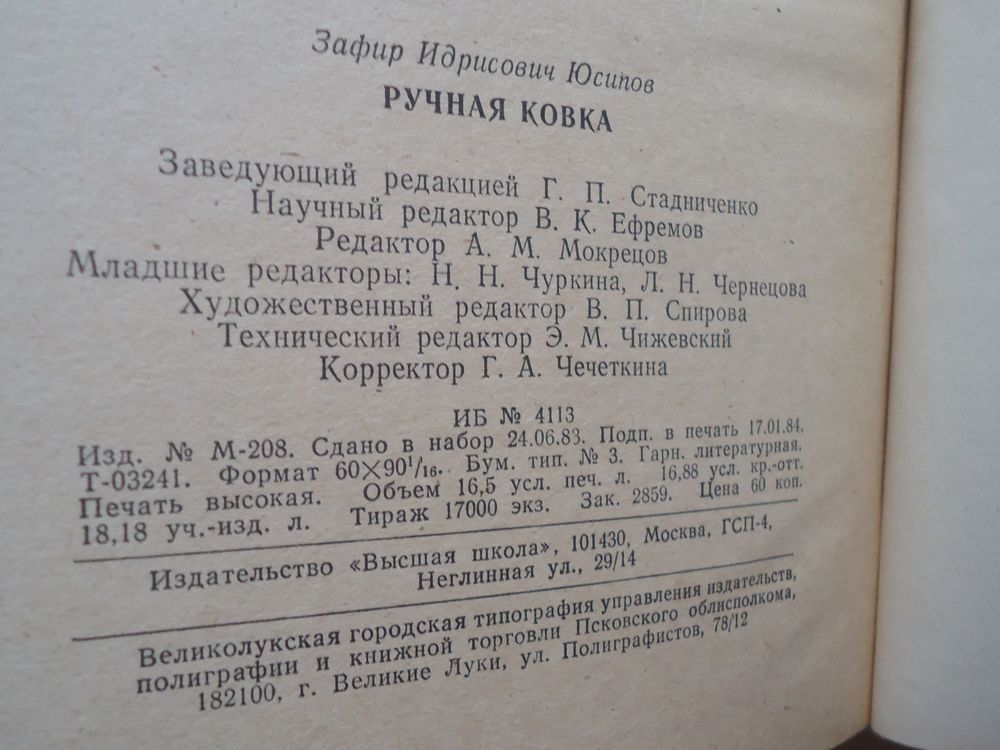 Зафир Идрисович Юсипов
РУЧНАЯ КОВКА
Заведующий редакцией Г. П. Стадниченко
Научный редактор В. К. Ефремов
Редактор А. М. Мокрецов
Младшие редакторы: Н. Н. Чуркина, Л. Н. Чернецова
Художественный редактор В. П. Спирова
Технический редактор Э. М. Чижевский
Корректор Г. А. Чечеткина
ИБ № 4113
Изд. № М-208. Сдано в набор 24.06.83. Подп. в печать 17.01.84.
Т-03241. Формат 60×90¹/₁₆. Бум. тип. № 3. Гарн. литературная.
Печать высокая. Объем 16,5 усл. печ. л. 16,88 усл. кр.-отт.
18,18 уч.-изд. л. Тираж 17000 экз. Зак. 2859. Цена 60 коп.
Издательство «Высшая школа», 101430, Москва, ГСП-4,
Неглинная ул., 29/14
Великолукская городская типография управления издательств,
полиграфии и книжной торговли Псковского облисполкома,
182100, г. Великие Луки, ул. Полиграфистов, 78/12